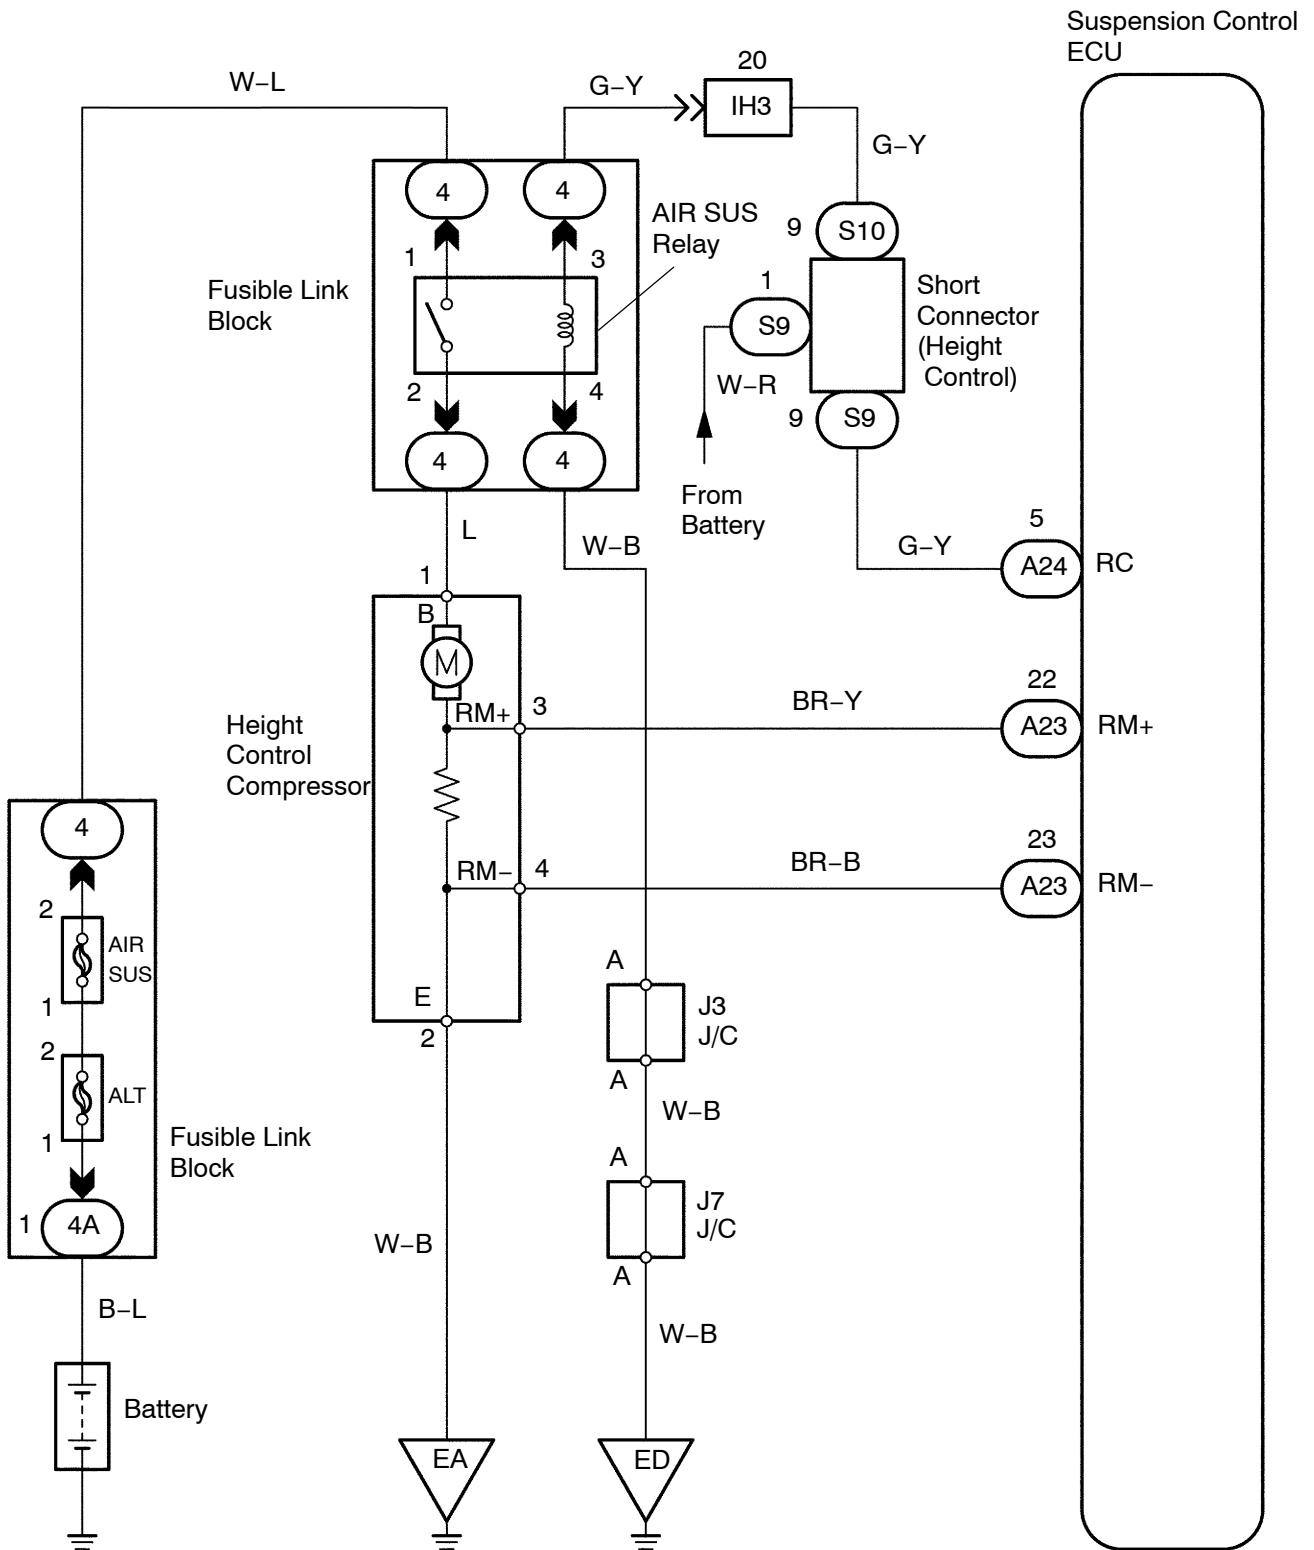 Suspension Control
ECU
W–L
G–Y
20
IH3
G–Y
4
4
AIR SUS
Relay
9
S10
1
3
Fusible Link
Block
1
S9
Short
Connector
(Height
Control)
W–R
2
4
9
S9
4
4
From
Battery
L
W–B
5
G–Y
A24
RC
1
B
M
22
RM+
3
BR–Y
A23
RM+
Height
Control
Compressor
4
23
RM–
4
BR–B
A23
RM–
2
AIR
SUS
1
A
E
J3
J/C
2
2
A
ALT
W–B
1
Fusible Link
Block
A
J7
J/C
1
4A
W–B
A
B–L
W–B
Battery
EA
ED